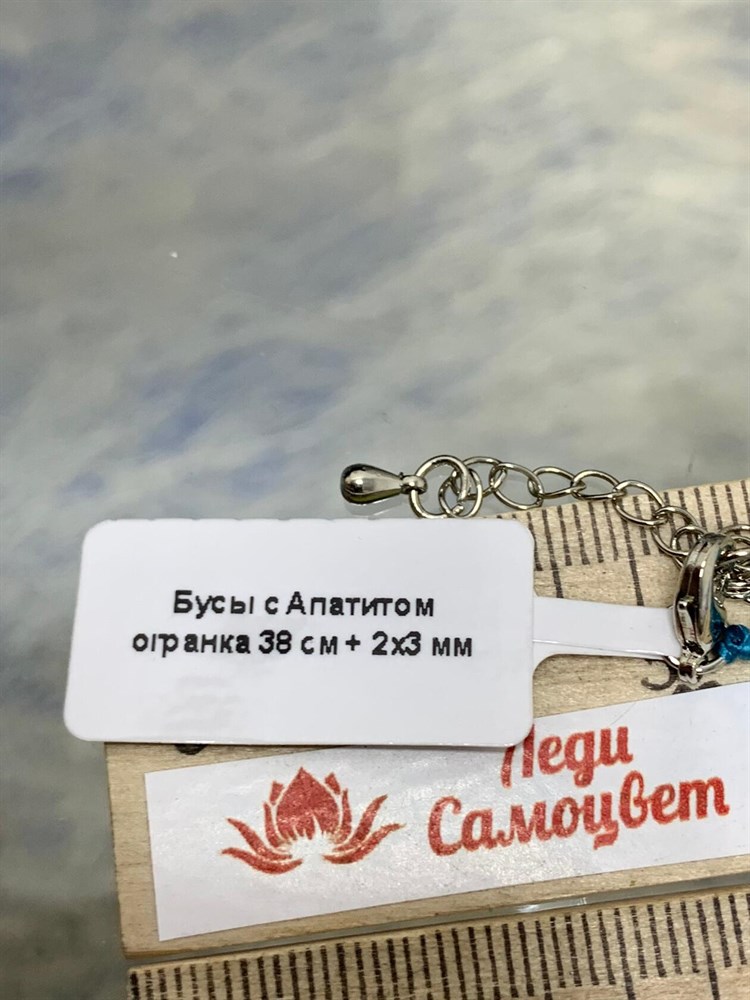 Бусы с Апатитом
огранка 38 см + 2х3 мм
Леди
Самоцвет